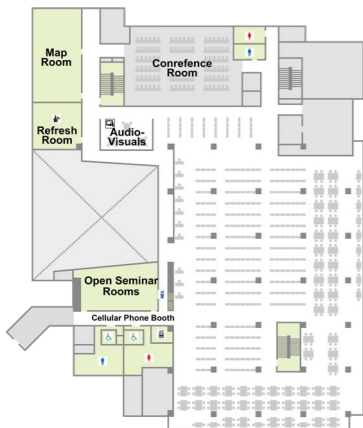 Map
Room
Conrefence
Room
Refresh
Room
Audio-
Visuals
Open Seminar
Rooms
Cellular Phone Booth